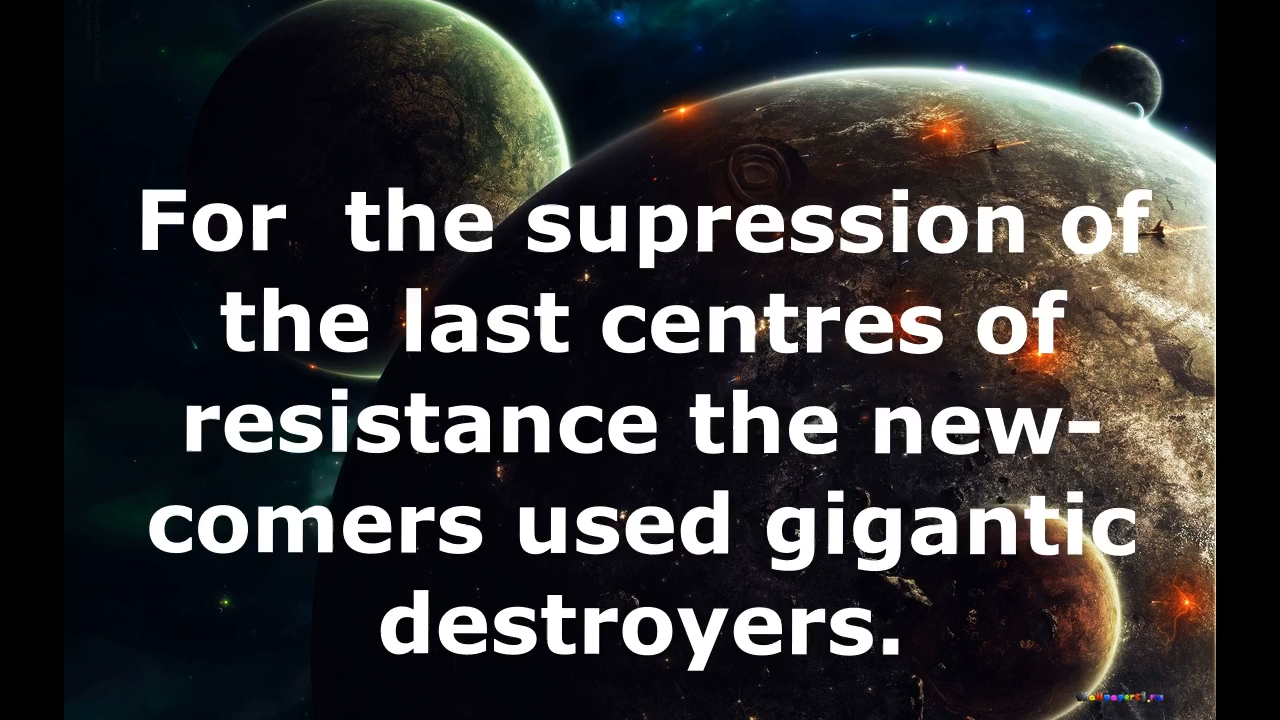 For  the supression of
the last centres of
resistance the new-
comers used gigantic
destroyers.